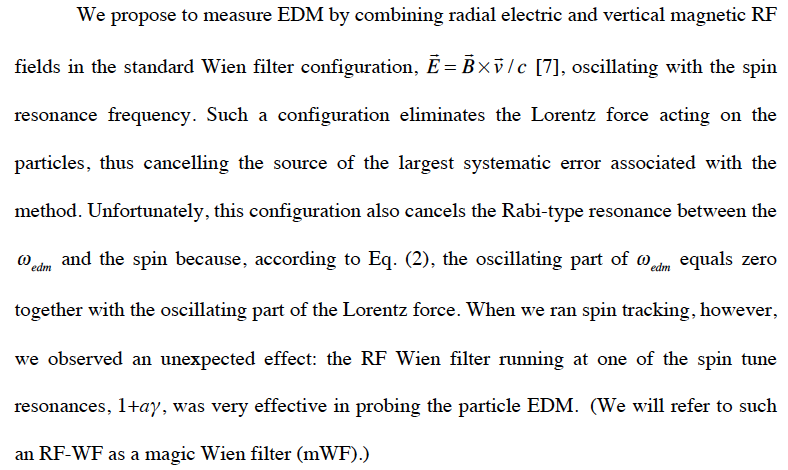 We propose to measure EDM by combining radial electric and vertical magnetic RF
fields in the standard Wien filter configuration, $\vec{E} = \vec{B} \times \vec{v} / c$ [7], oscillating with the spin
resonance frequency. Such a configuration eliminates the Lorentz force acting on the
particles, thus cancelling the source of the largest systematic error associated with the
method. Unfortunately, this configuration also cancels the Rabi-type resonance between the
$\omega_{edm}$ and the spin because, according to Eq. (2), the oscillating part of $\omega_{edm}$ equals zero
together with the oscillating part of the Lorentz force. When we ran spin tracking, however,
we observed an unexpected effect: the RF Wien filter running at one of the spin tune
resonances, 1+$a\gamma$, was very effective in probing the particle EDM. (We will refer to such
an RF-WF as a magic Wien filter (mWF).)